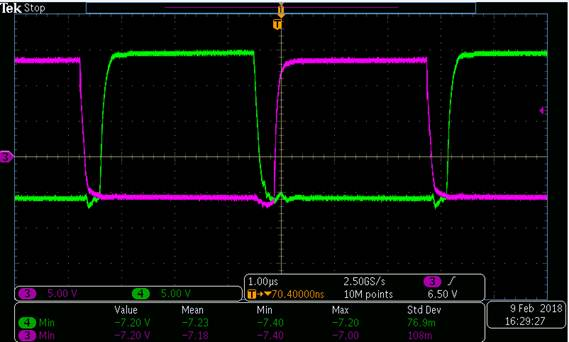 Tek Stop
T
T
3
3 5.00 V 4 5.00 V
1.00µs 2.50GS/s 3
T→▼70.40000ns 10M points 6.50 V
Value Mean Min Max Std Dev
4 Min −7.20 V −7.23 −7.40 −7.20 76.9m
3 Min −7.20 V −7.18 −7.40 −7.00 108m
9 Feb 2018
16:29:27